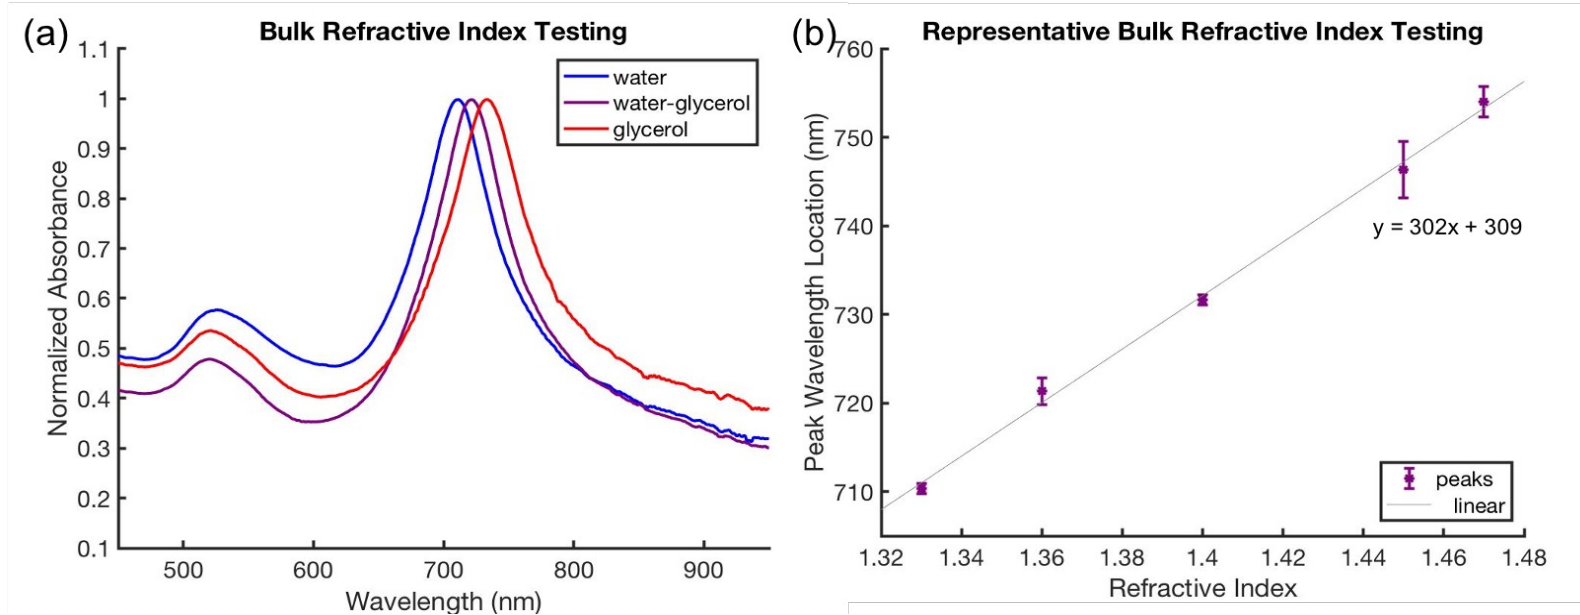 (a)
Bulk Refractive Index Testing
1.1
1
0.9
0.8
0.7
0.6
0.5
0.4
0.3
0.2
0.1
Normalized Absorbance
water
water-glycerol
glycerol
500 600 700 800 900
Wavelength (nm)
(b)
Representative Bulk Refractive Index Testing
760
750
740
730
720
710
Peak Wavelength Location (nm)
y = 302x + 309
peaks
linear
1.32 1.34 1.36 1.38 1.4 1.42 1.44 1.46 1.48
Refractive Index